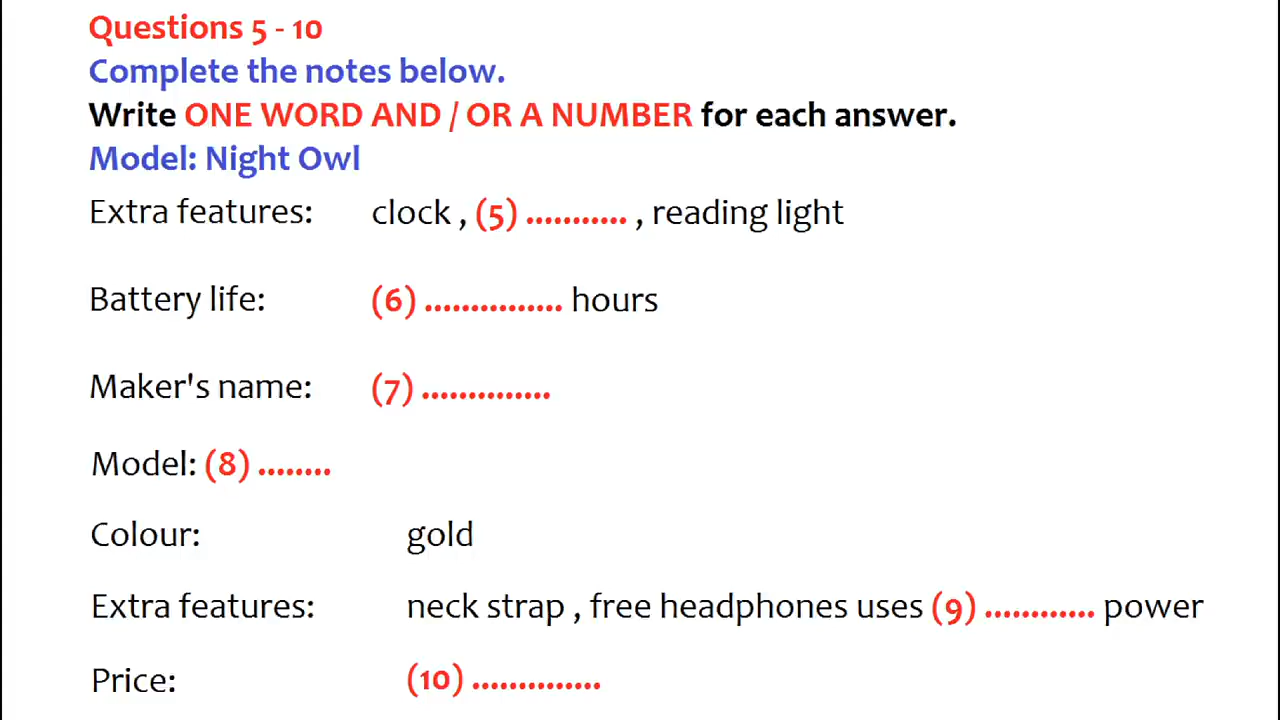 Questions 5 - 10
Complete the notes below.
Write ONE WORD AND / OR A NUMBER for each answer.
Model: Night Owl
Extra features: clock , (5) ........... , reading light
Battery life: (6) ............... hours
Maker's name: (7) ..............
Model: (8) ........
Colour: gold
Extra features: neck strap , free headphones uses (9) ............ power
Price: (10) ..............